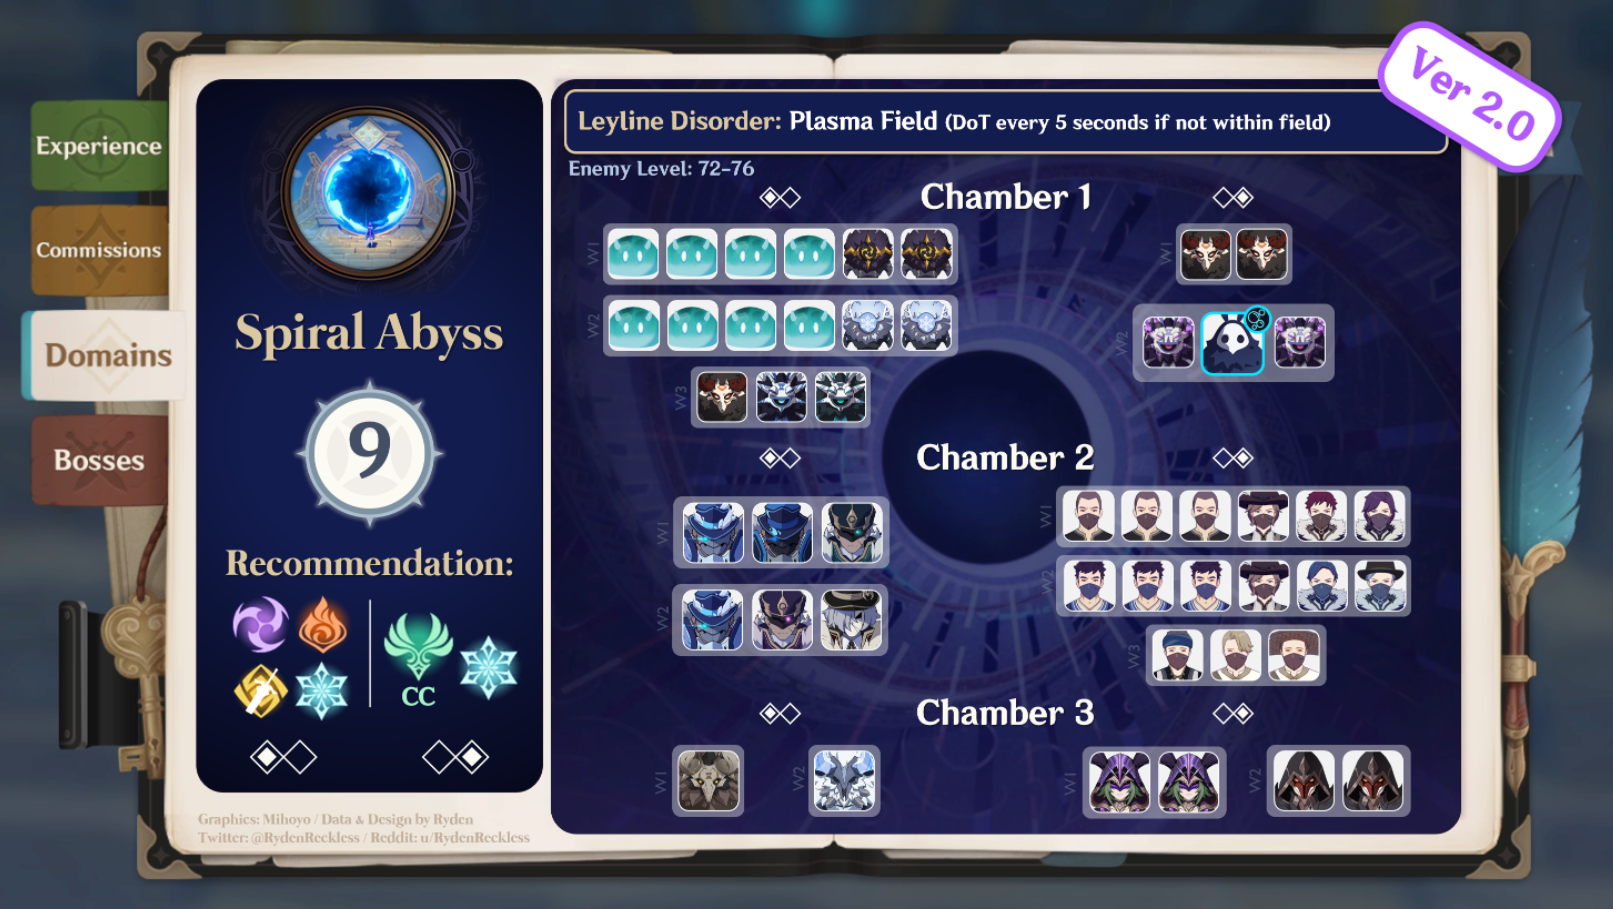 Ver 2.0
Experience
Commissions
Domains
Bosses
Spiral Abyss
9
Recommendation:
CC
Graphics: Mihoyo / Data & Design by Ryden
Twitter: @RydenReckless / Reddit: u/RydenReckless
Leyline Disorder: Plasma Field (DoT every 5 seconds if not within field)
Enemy Level: 72-76
Chamber 1
W1
W2
W3
W1
W2
Chamber 2
W1
W2
W1
W2
W3
Chamber 3
W1
W2
W1
W2